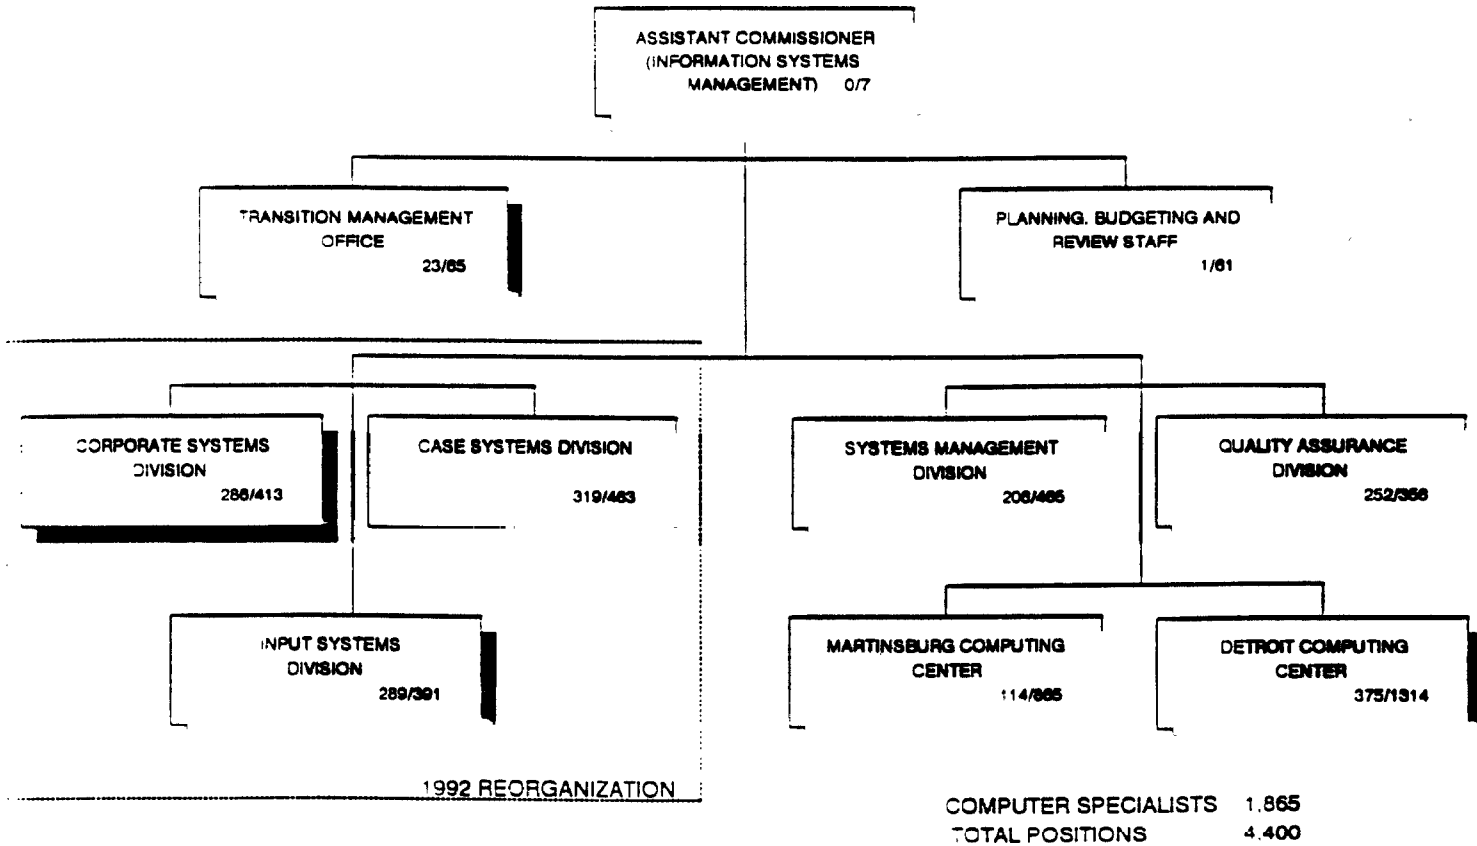 ASSISTANT COMMISSIONER
(INFORMATION SYSTEMS
MANAGEMENT) 0/7
TRANSITION MANAGEMENT
OFFICE
23/65
PLANNING, BUDGETING AND
REVIEW STAFF
1/61
CORPORATE SYSTEMS
DIVISION
286/413
CASE SYSTEMS DIVISION
319/463
SYSTEMS MANAGEMENT
DIVISION
206/465
QUALITY ASSURANCE
DIVISION
252/356
INPUT SYSTEMS
DIVISION
289/391
MARTINSBURG COMPUTING
CENTER
114/865
DETROIT COMPUTING
CENTER
375/1314
1992 REORGANIZATION
COMPUTER SPECIALISTS 1,865
TOTAL POSITIONS 4,400